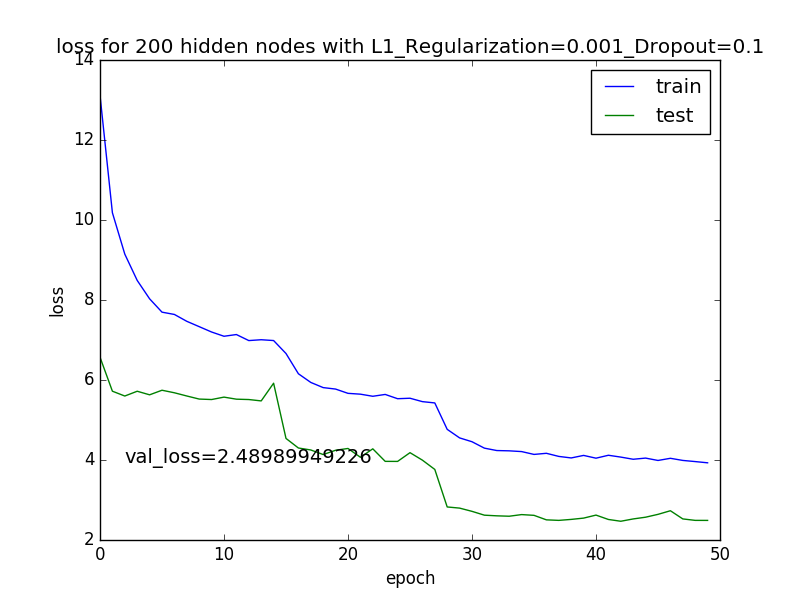 loss for 200 hidden nodes with L1_Regularization=0.001_Dropout=0.1
14
12
10
8
6
4
2
loss
train
test
val_loss=2.48989949226
0 10 20 30 40 50
epoch